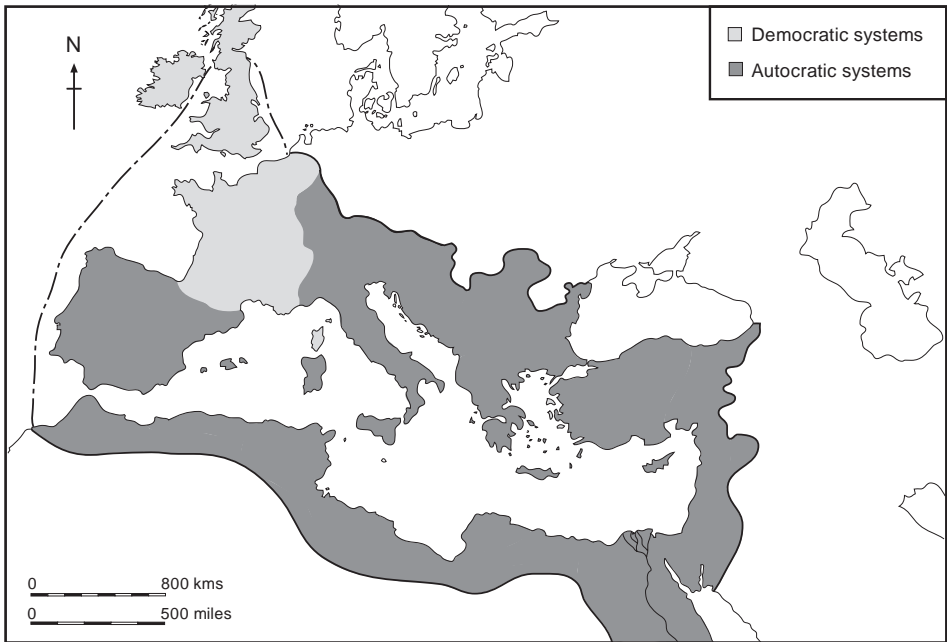 N
Democratic systems
Autocratic systems
0 800 kms
0 500 miles